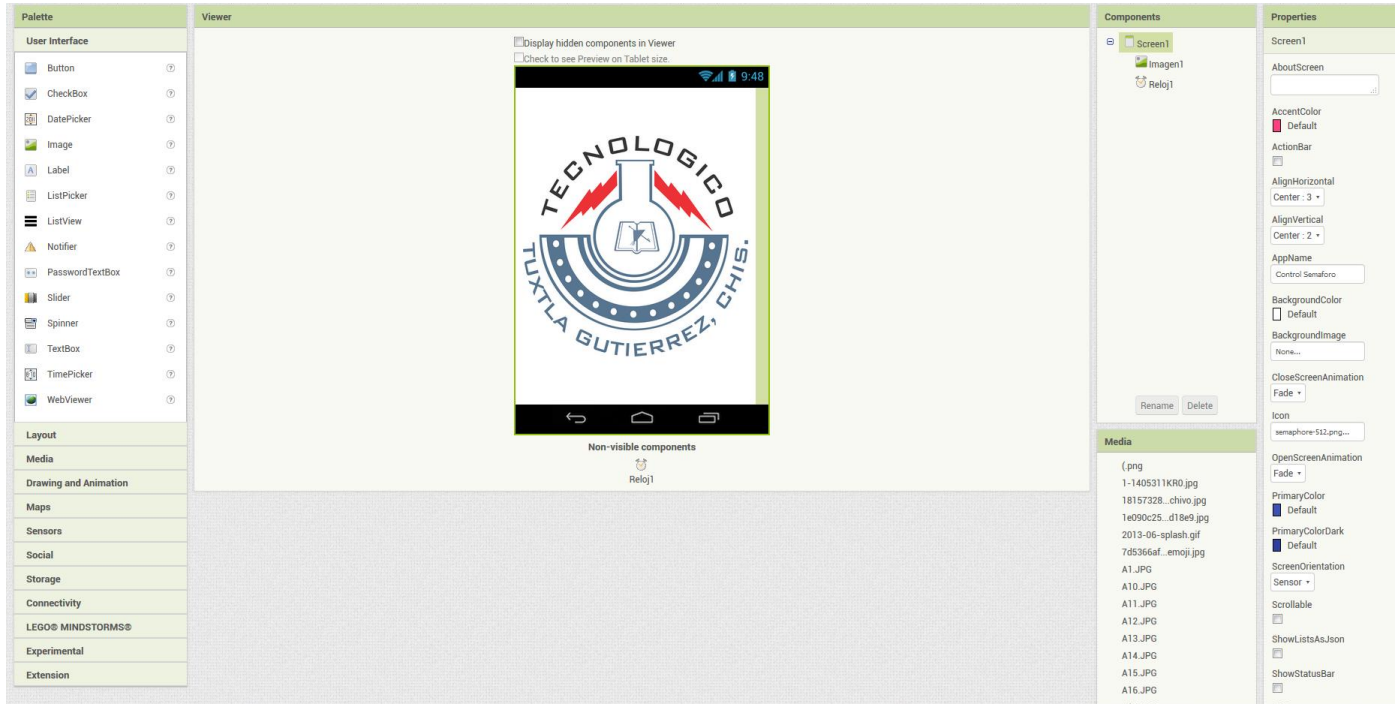 Palette
User Interface
Button
CheckBox
DatePicker
Image
Label
ListPicker
ListView
Notifier
PasswordTextBox
Slider
Spinner
TextBox
TimePicker
WebViewer
Layout
Media
Drawing and Animation
Maps
Sensors
Social
Storage
Connectivity
LEGO® MINDSTORMS®
Experimental
Extension
Viewer
Display hidden components in Viewer
Check to see Preview on Tablet size.
9:48
TECNOLOGICO
TUXTLA GUTIERREZ, CHIS.
Non-visible components
Reloj1
Components
Screen1
Imagen1
Reloj1
Rename Delete
Media
(.png
1-1405311KR0.jpg
18157328...chivo.jpg
1e090c25...d18e9.jpg
2013-06-splash.gif
7d5366af...emoji.jpg
A1.JPG
A10.JPG
A11.JPG
A12.JPG
A13.JPG
A14.JPG
A15.JPG
A16.JPG
Properties
Screen1
AboutScreen
AccentColor
Default
ActionBar
AlignHorizontal
Center : 3
AlignVertical
Center : 2
AppName
Control Semaforo
BackgroundColor
Default
BackgroundImage
None...
CloseScreenAnimation
Fade
Icon
semaphore-512.png...
OpenScreenAnimation
Fade
PrimaryColor
Default
PrimaryColorDark
Default
ScreenOrientation
Sensor
Scrollable
ShowListsAsJson
ShowStatusBar